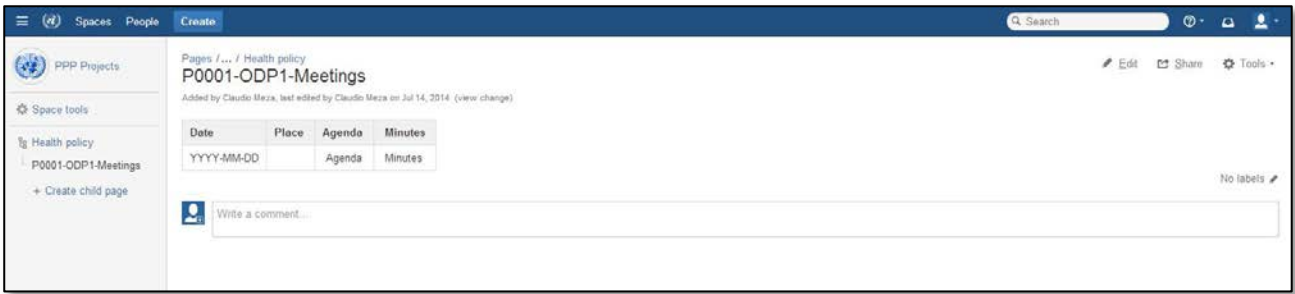 Spaces People Create Search
PPP Projects
Space tools
Health policy
P0001-ODP1-Meetings
+ Create child page
Pages /... / Health policy
P0001-ODP1-Meetings
Added by Claudio Meza, last edited by Claudio Meza on Jul 14, 2014 (view change)
Edit Share Tools
Date Place Agenda Minutes
YYYY-MM-DD Agenda Minutes
No labels
Write a comment...